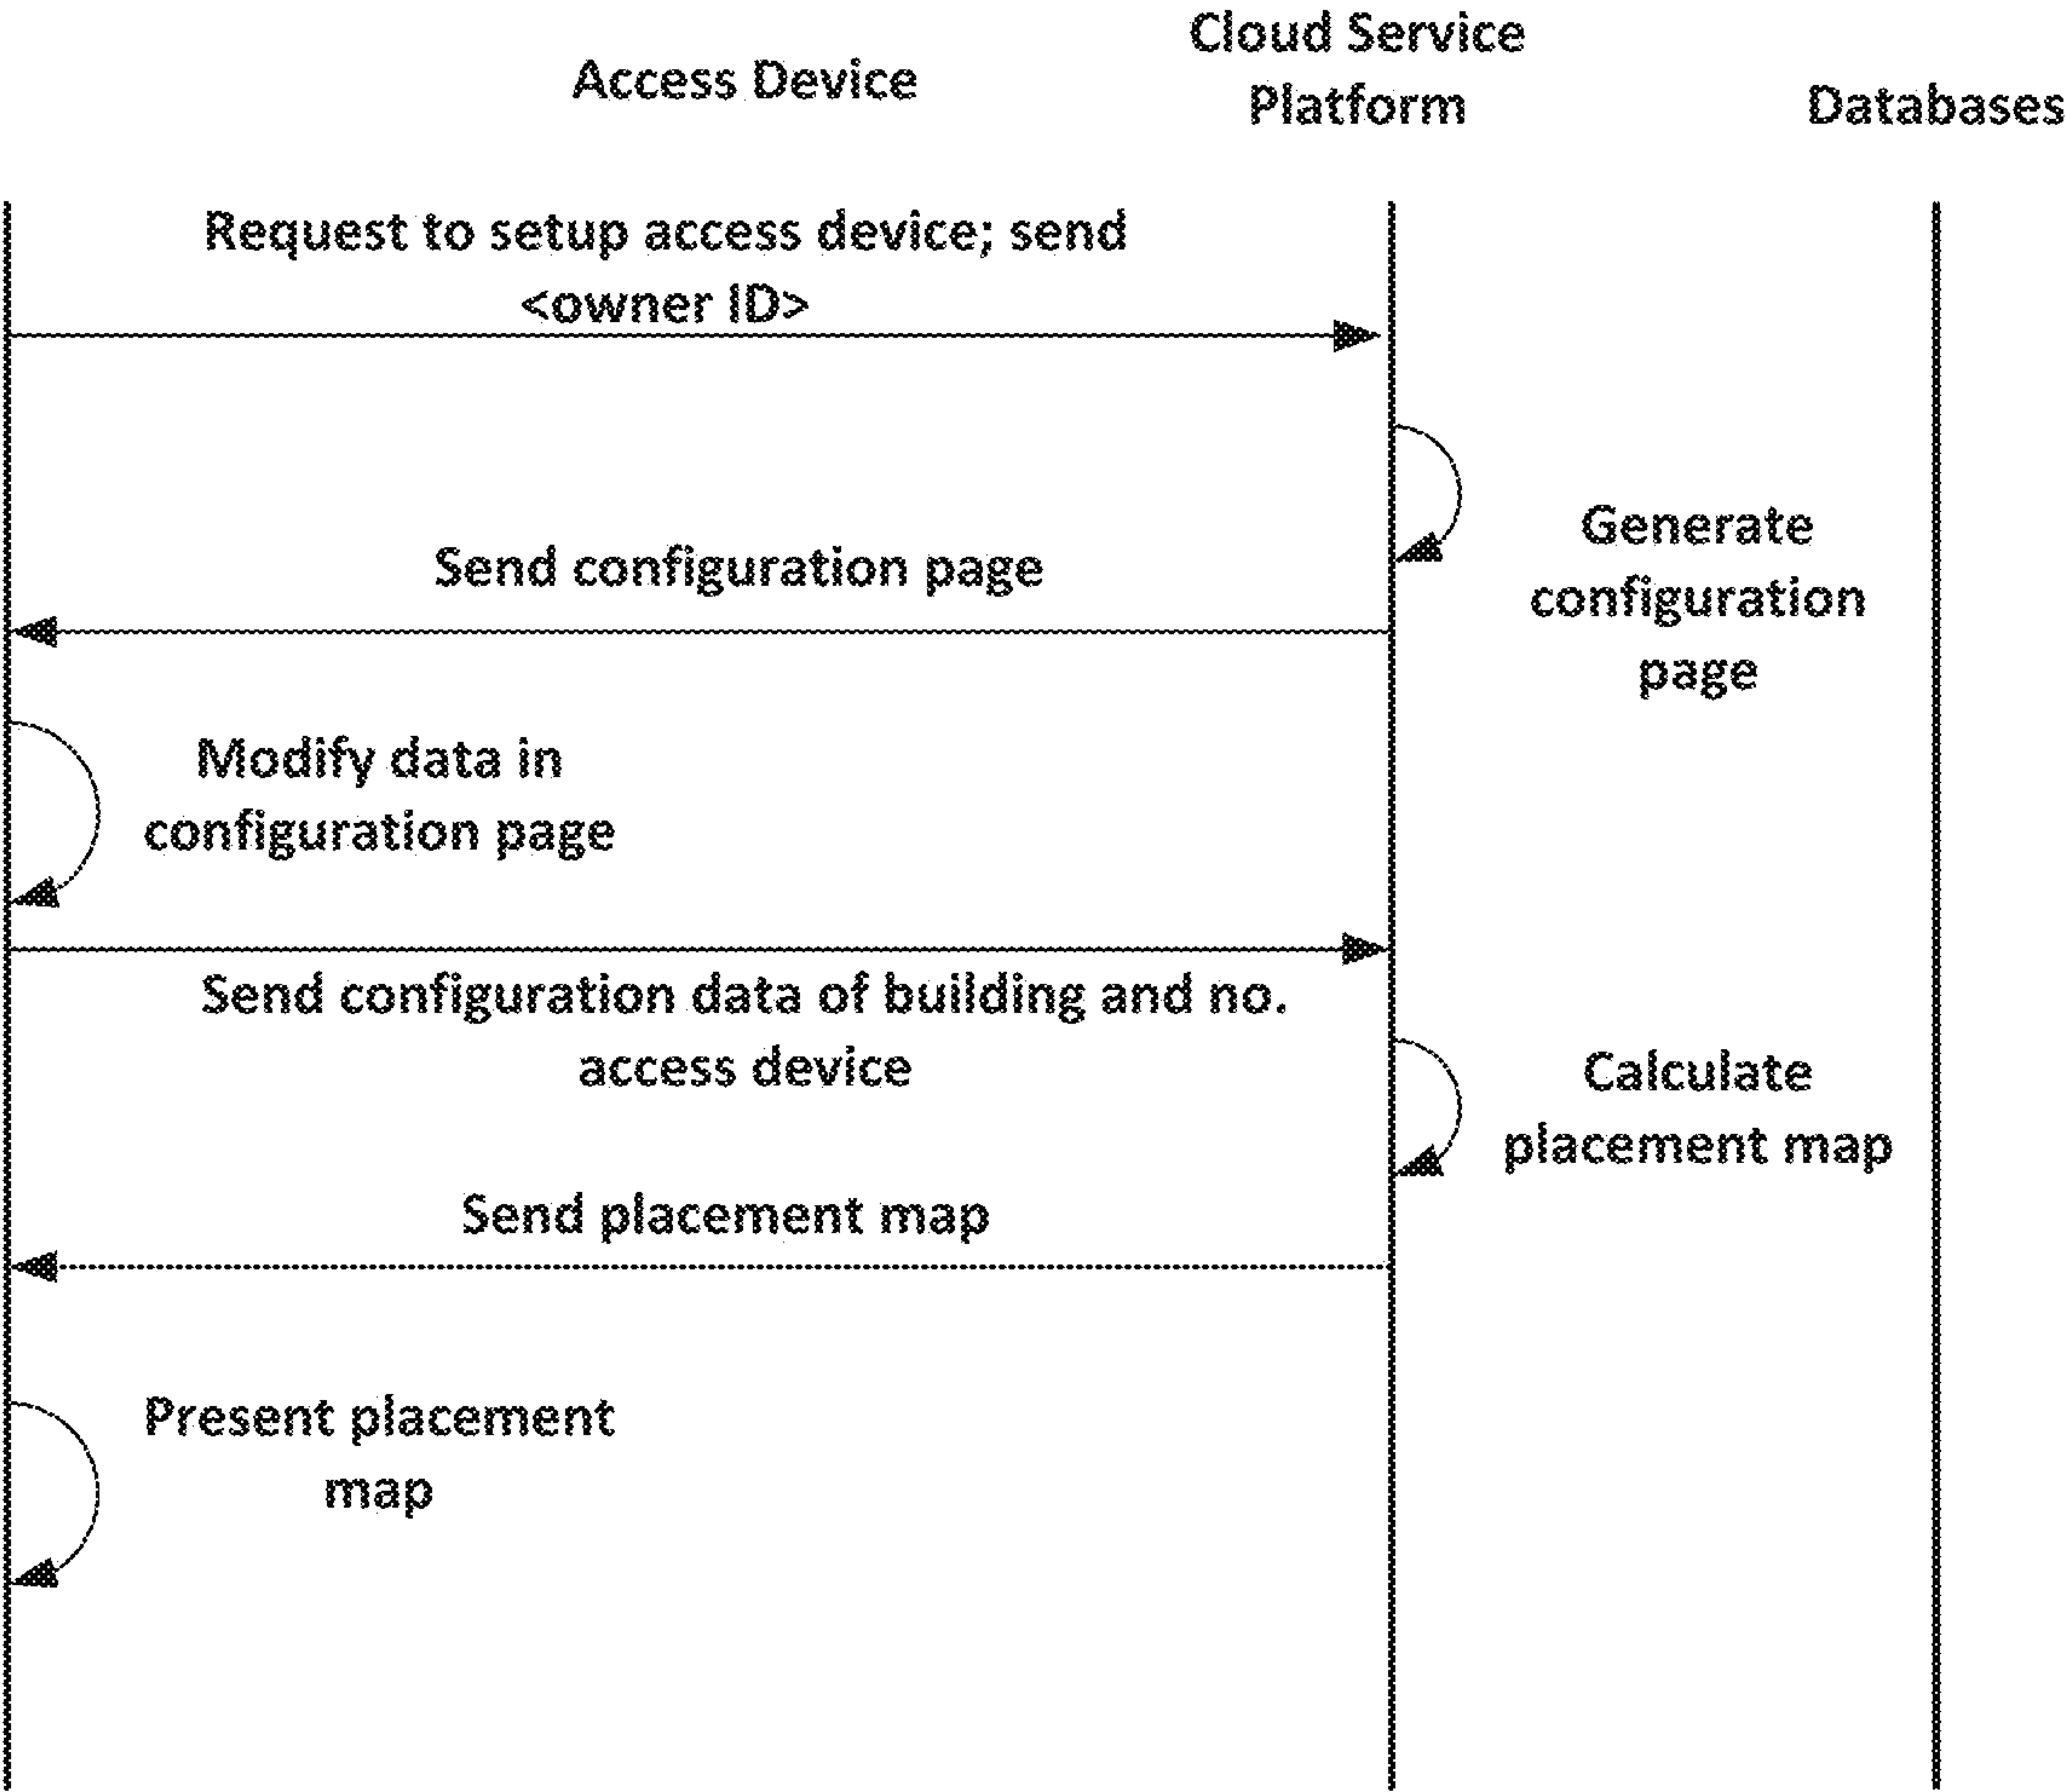 Cloud Service
Platform
Access Device
Databases
Request to setup access device; send
<owner ID>
Generate
configuration
page
Send configuration page
Modify data in
configuration page
Send configuration data of building and no.
access device
Calculate
placement map
Send placement map
Present placement
map